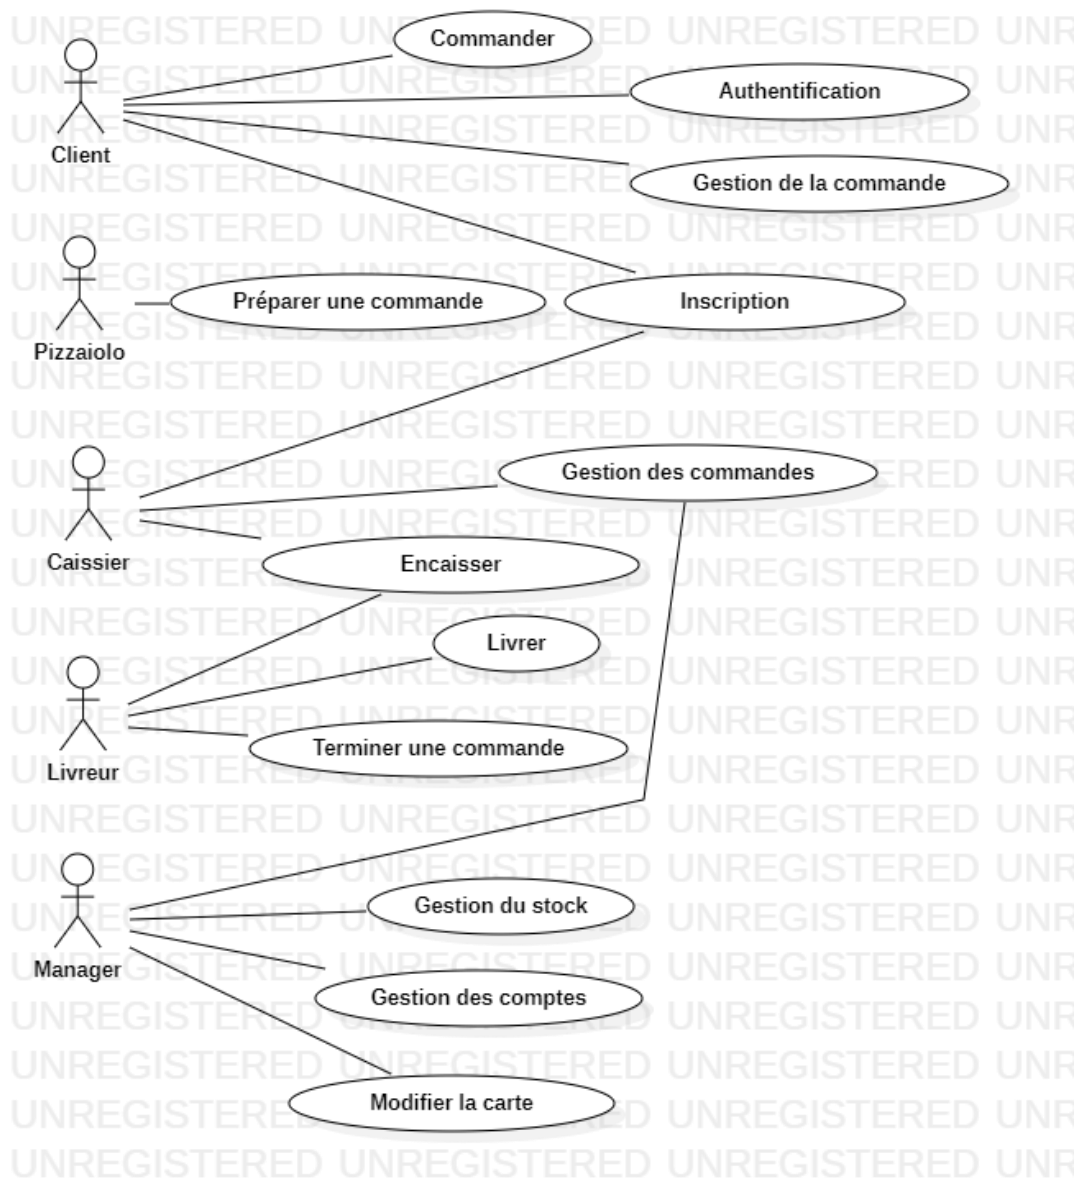 Commander
Authentification
Client
Gestion de la commande
Préparer une commande
Inscription
Pizzaiolo
Gestion des commandes
Caissier
Encaisser
Livrer
Terminer une commande
Livreur
Gestion du stock
Manager
Gestion des comptes
Modifier la carte
UNREGISTERED